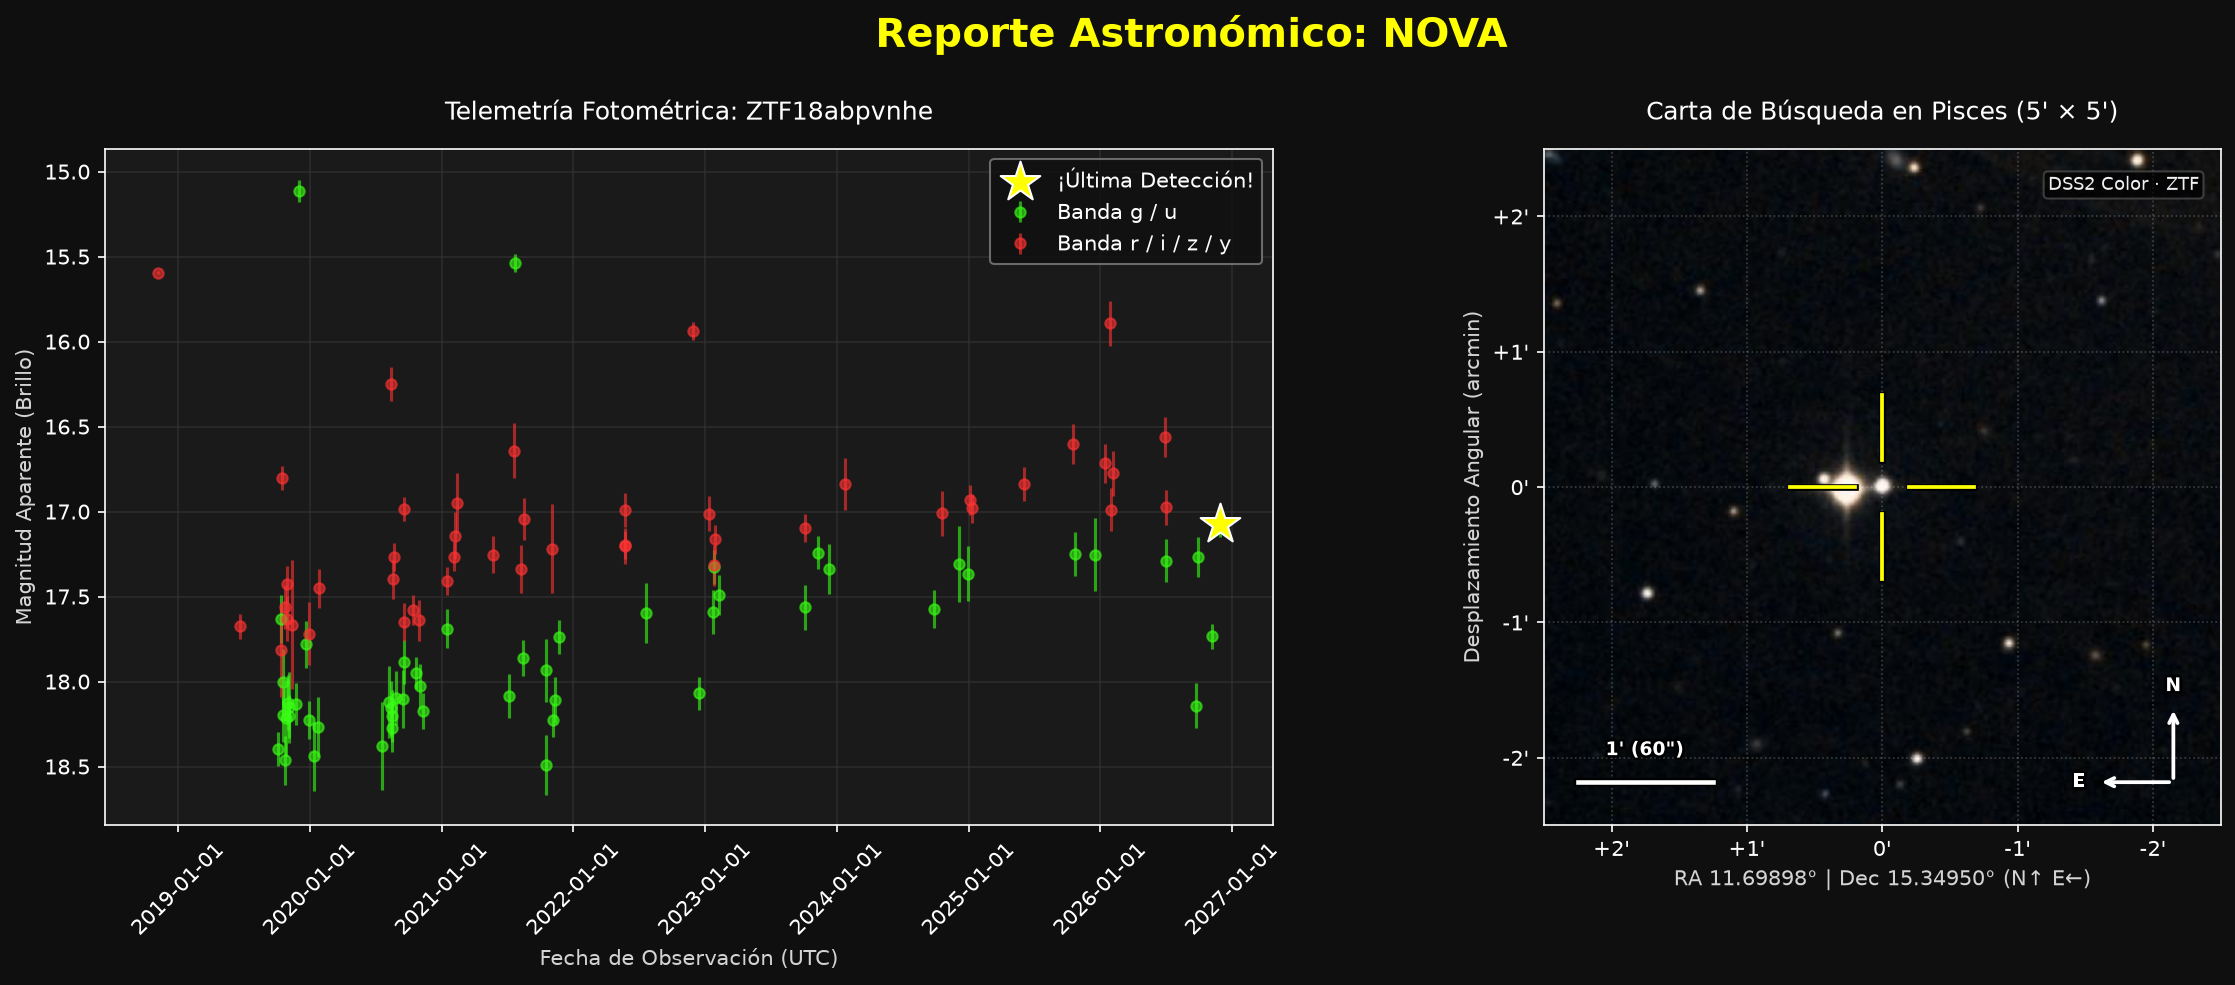 Reporte Astronómico: NOVA
Telemetría Fotométrica: ZTF18abpvnhe
Magnitud Aparente (Brillo)
15.0
15.5
16.0
16.5
17.0
17.5
18.0
18.5
¡Última Detección!
Banda g / u
Banda r / i / z / y
2019-01-01
2020-01-01
2021-01-01
2022-01-01
2023-01-01
2024-01-01
2025-01-01
2026-01-01
2027-01-01
Fecha de Observación (UTC)
Carta de Búsqueda en Pisces (5' × 5')
Desplazamiento Angular (arcmin)
+2'
+1'
0'
-1'
-2'
DSS2 Color · ZTF
1' (60")
N
E
+2'
+1'
0'
-1'
-2'
RA 11.69898° | Dec 15.34950° (N↑ E←)